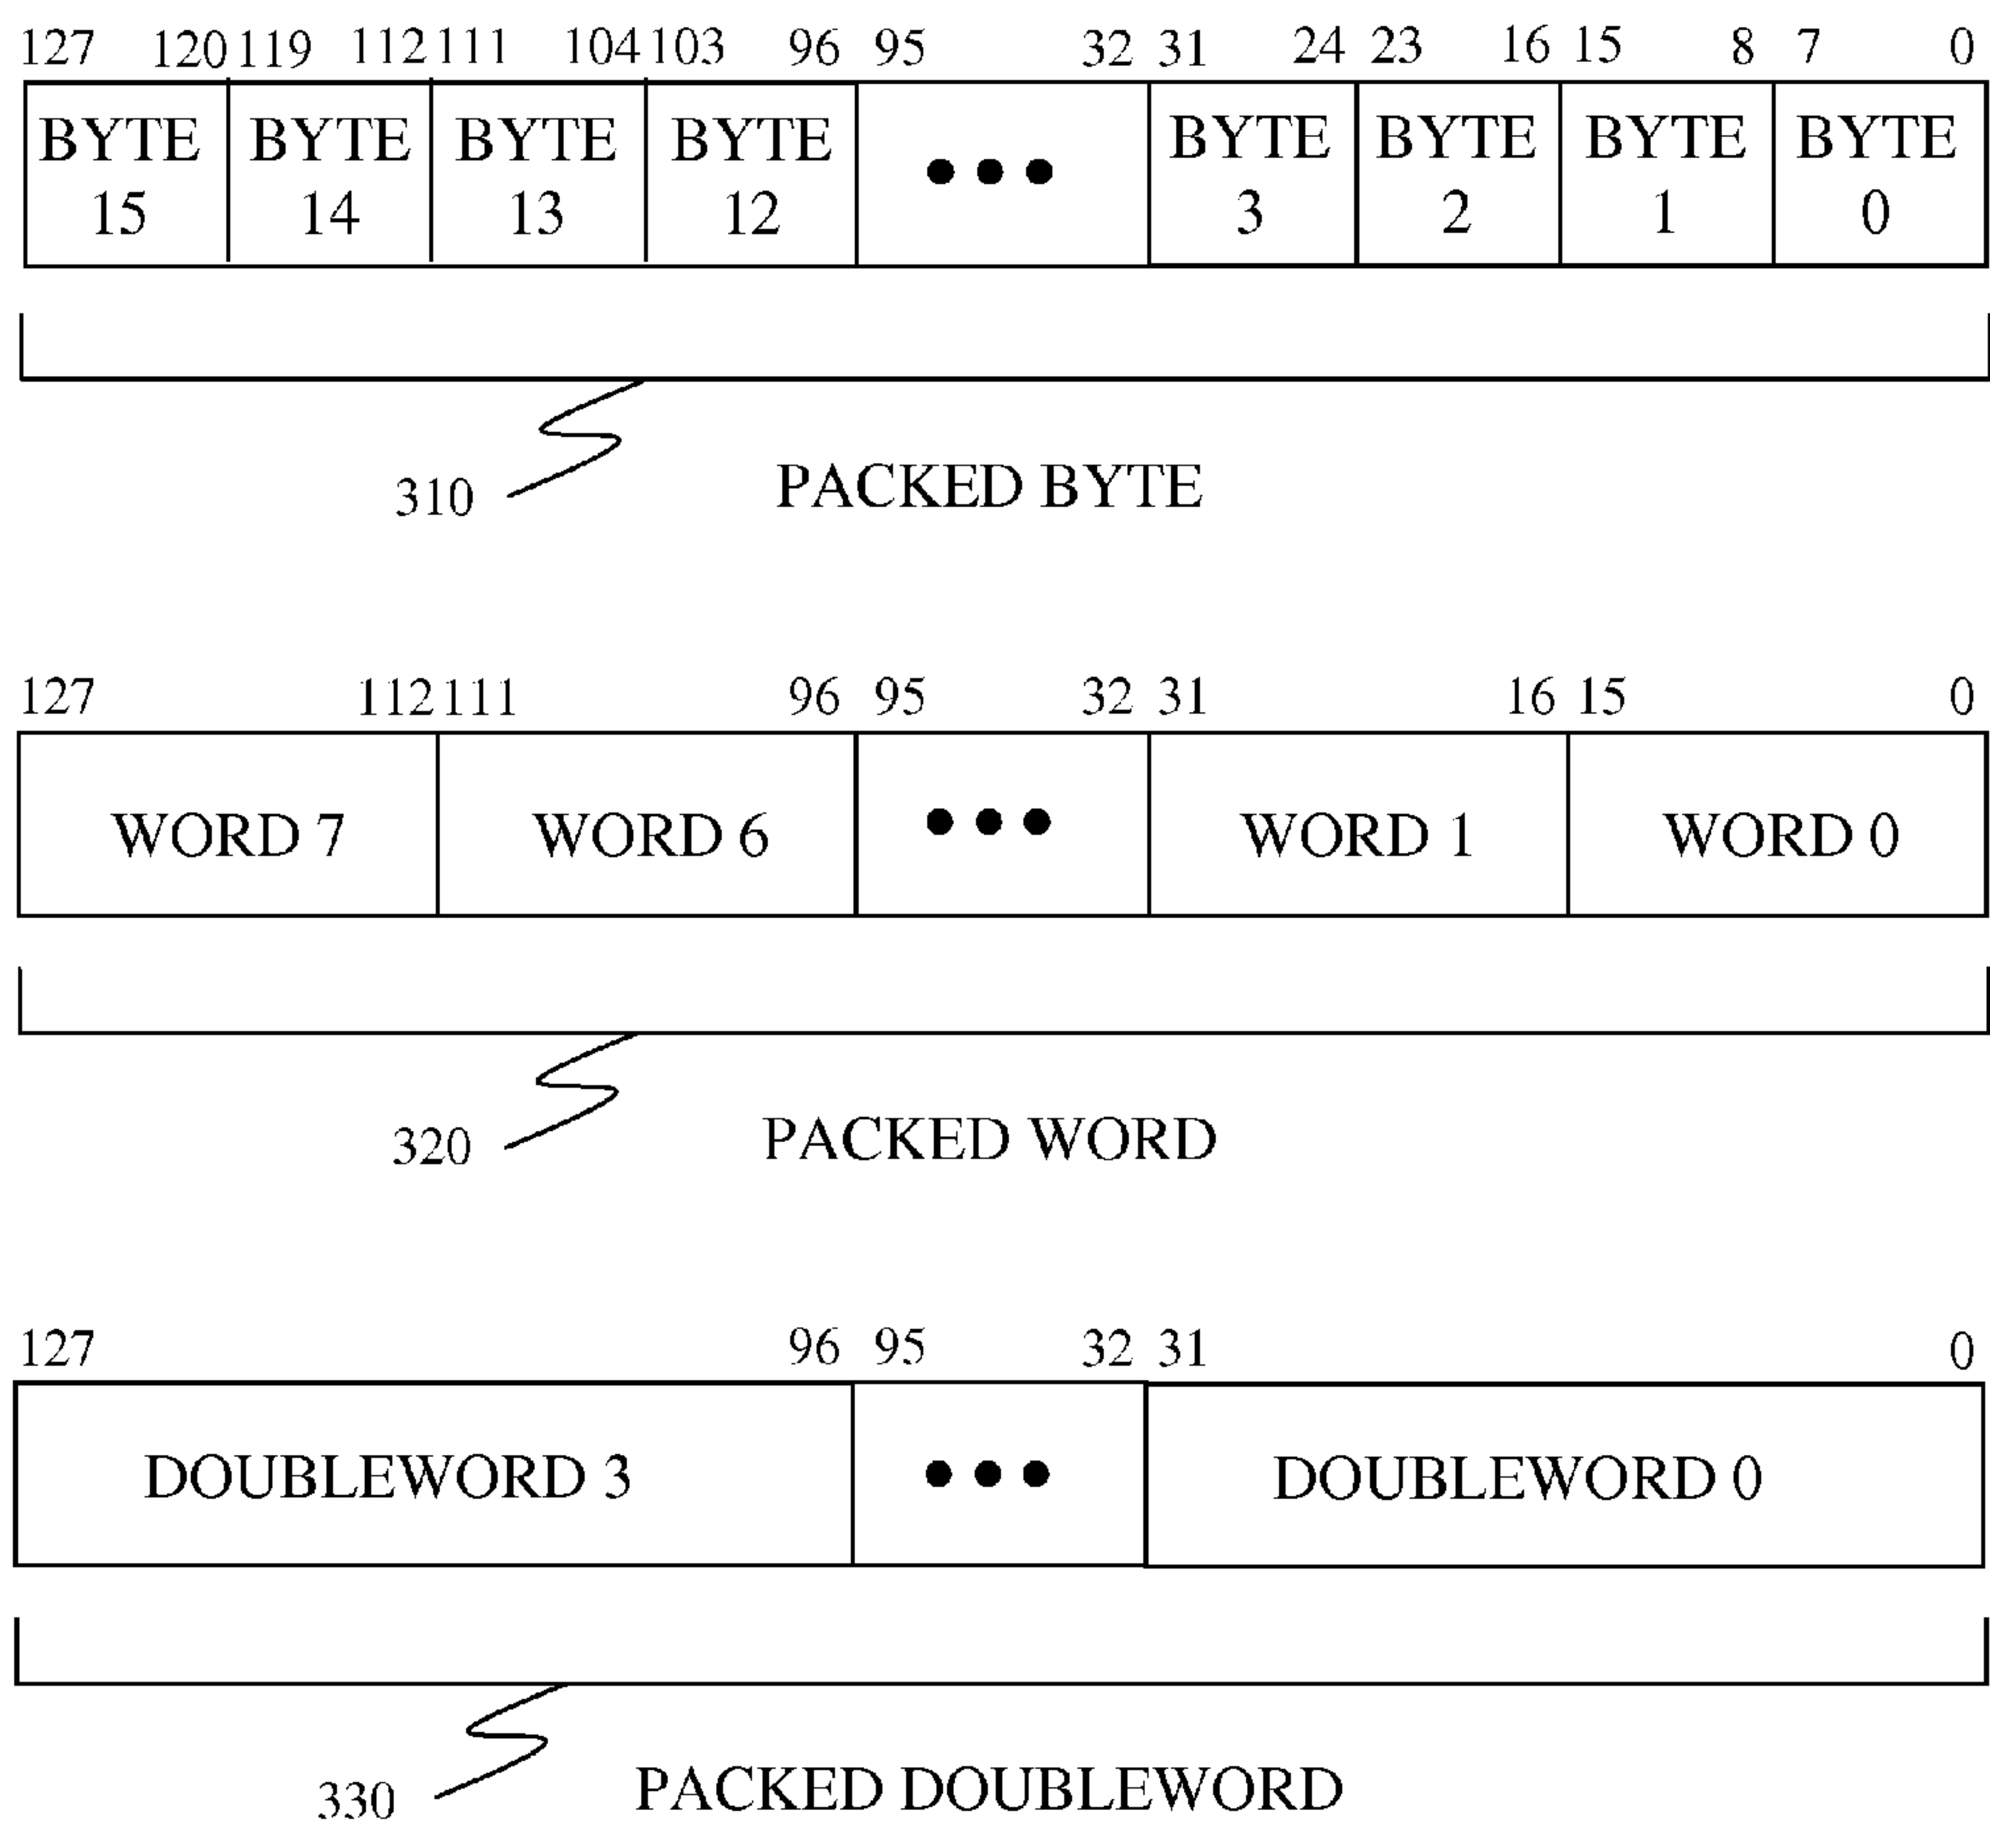 127 120 119 112 111 104 103 96 95 32 31 24 23 16 15 8 7 0
BYTE BYTE BYTE BYTE BYTE BYTE BYTE BYTE
15 14 13 12 ••• 3 2 1 0
310 PACKED BYTE
127 112 111 96 95 32 31 16 15 0
WORD 7 WORD 6 ••• WORD 1 WORD 0
320 PACKED WORD
127 96 95 32 31 0
DOUBLEWORD 3 ••• DOUBLEWORD 0
330 PACKED DOUBLEWORD